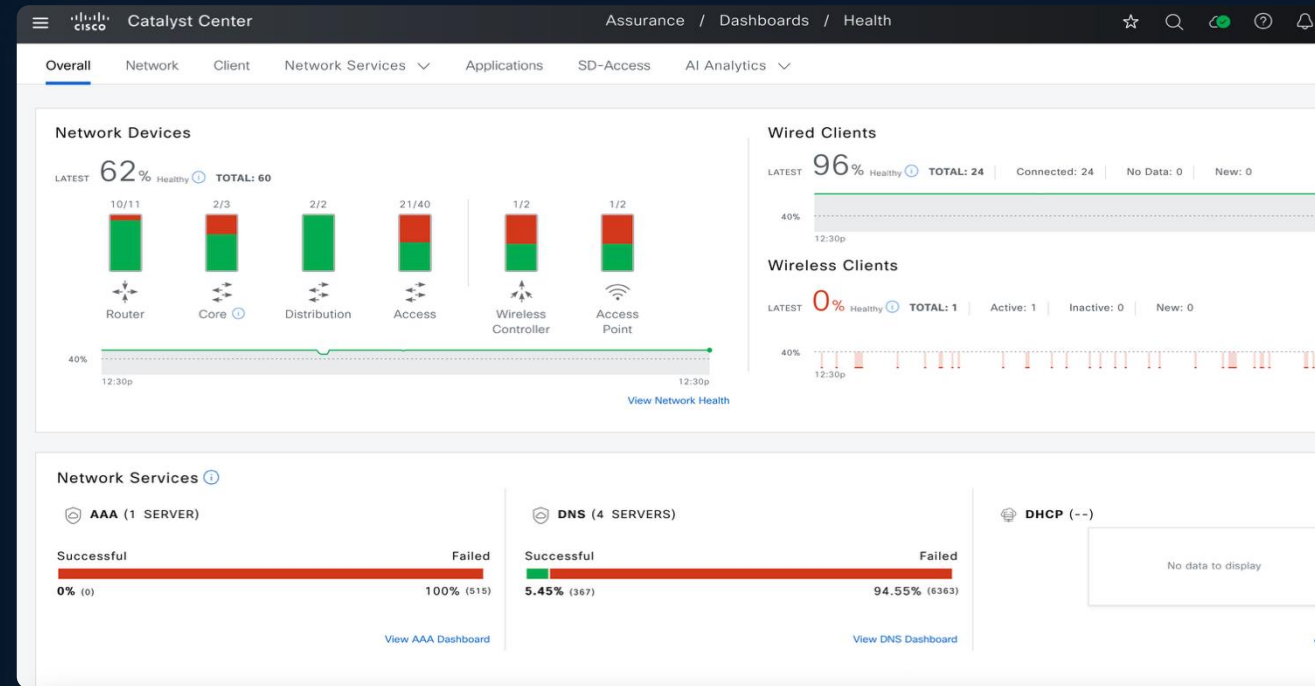 cisco Catalyst Center
Assurance / Dashboards / Health
Overall Network Client Network Services Applications SD-Access AI Analytics
Network Devices
LATEST 62% Healthy TOTAL: 60
10/11 2/3 2/2 21/40 1/2 1/2
Router Core Distribution Access Wireless Controller Access Point
40%
12:30p 12:30p
View Network Health
Wired Clients
LATEST 96% Healthy TOTAL: 24 Connected: 24 No Data: 0 New: 0
40%
12:30p
Wireless Clients
LATEST 0% Healthy TOTAL: 1 Active: 1 Inactive: 0 New: 0
40%
12:30p
Network Services
AAA (1 SERVER)
Successful Failed
0% (0) 100% (515)
View AAA Dashboard
DNS (4 SERVERS)
Successful Failed
5.45% (367) 94.55% (6363)
View DNS Dashboard
DHCP (--)
No data to display